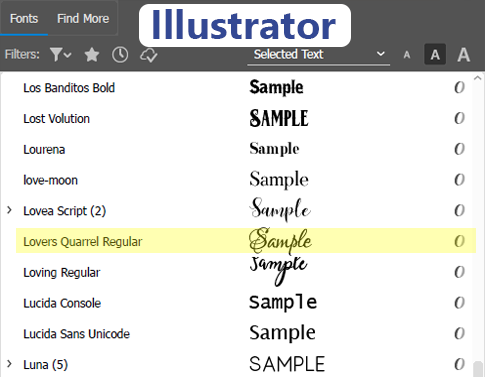 Illustrator
Fonts Find More
Filters: Selected Text A A A
Los Banditos Bold Sample O
Lost Volution SAMPLE O
Lourena Sample O
love-moon Sample O
Lovea Script (2) Sample O
Lovers Quarrel Regular Sample O
Loving Regular Sample O
Lucida Console Sample O
Lucida Sans Unicode Sample O
Luna (5) SAMPLE O